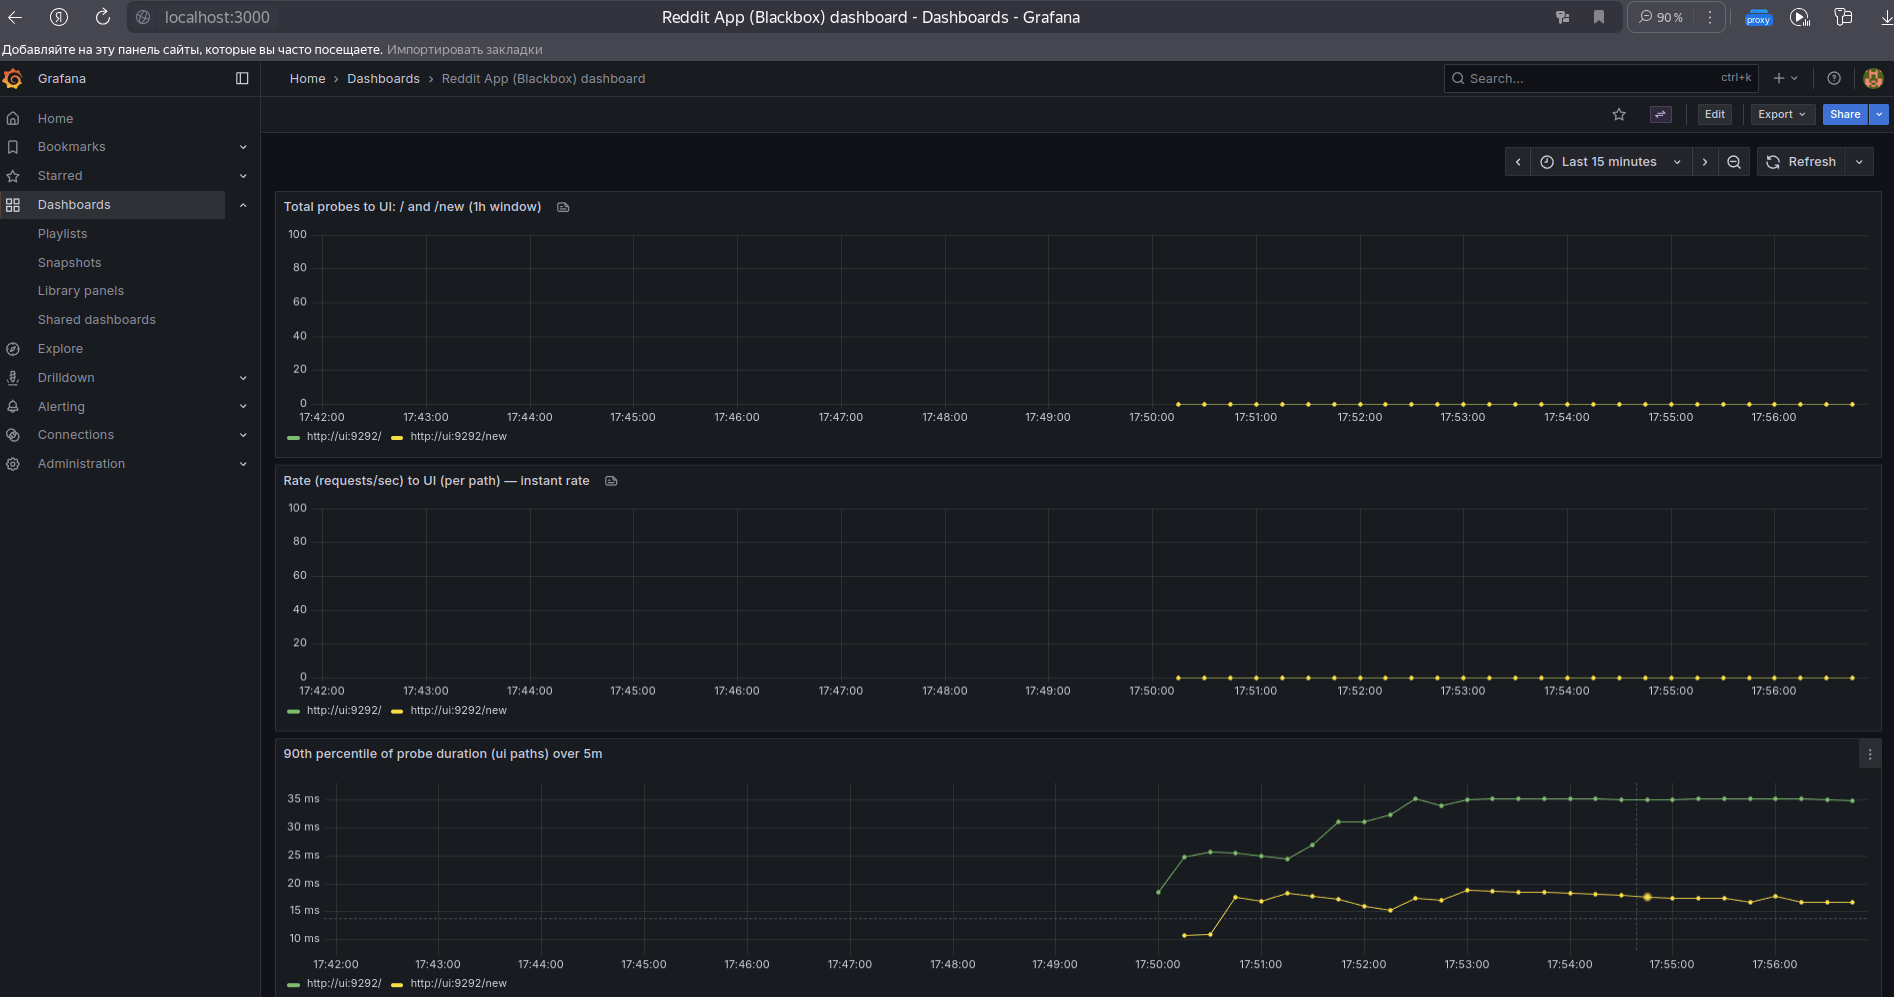 localhost:3000
Reddit App (Blackbox) dashboard - Dashboards - Grafana
90 %
proxy
Добавляйте на эту панель сайты, которые вы часто посещаете. Импортировать закладки
Grafana
Home › Dashboards › Reddit App (Blackbox) dashboard
Search...
ctrl+k
Edit
Export
Share
Home
Bookmarks
Starred
Dashboards
Playlists
Snapshots
Library panels
Shared dashboards
Explore
Drilldown
Alerting
Connections
Administration
Last 15 minutes
Refresh
Total probes to UI: / and /new (1h window)
100
80
60
40
20
0
17:42:00 17:43:00 17:44:00 17:45:00 17:46:00 17:47:00 17:48:00 17:49:00 17:50:00 17:51:00 17:52:00 17:53:00 17:54:00 17:55:00 17:56:00
http://ui:9292/ http://ui:9292/new
Rate (requests/sec) to UI (per path) — instant rate
100
80
60
40
20
0
17:42:00 17:43:00 17:44:00 17:45:00 17:46:00 17:47:00 17:48:00 17:49:00 17:50:00 17:51:00 17:52:00 17:53:00 17:54:00 17:55:00 17:56:00
http://ui:9292/ http://ui:9292/new
90th percentile of probe duration (ui paths) over 5m
35 ms
30 ms
25 ms
20 ms
15 ms
10 ms
17:42:00 17:43:00 17:44:00 17:45:00 17:46:00 17:47:00 17:48:00 17:49:00 17:50:00 17:51:00 17:52:00 17:53:00 17:54:00 17:55:00 17:56:00
http://ui:9292/ http://ui:9292/new